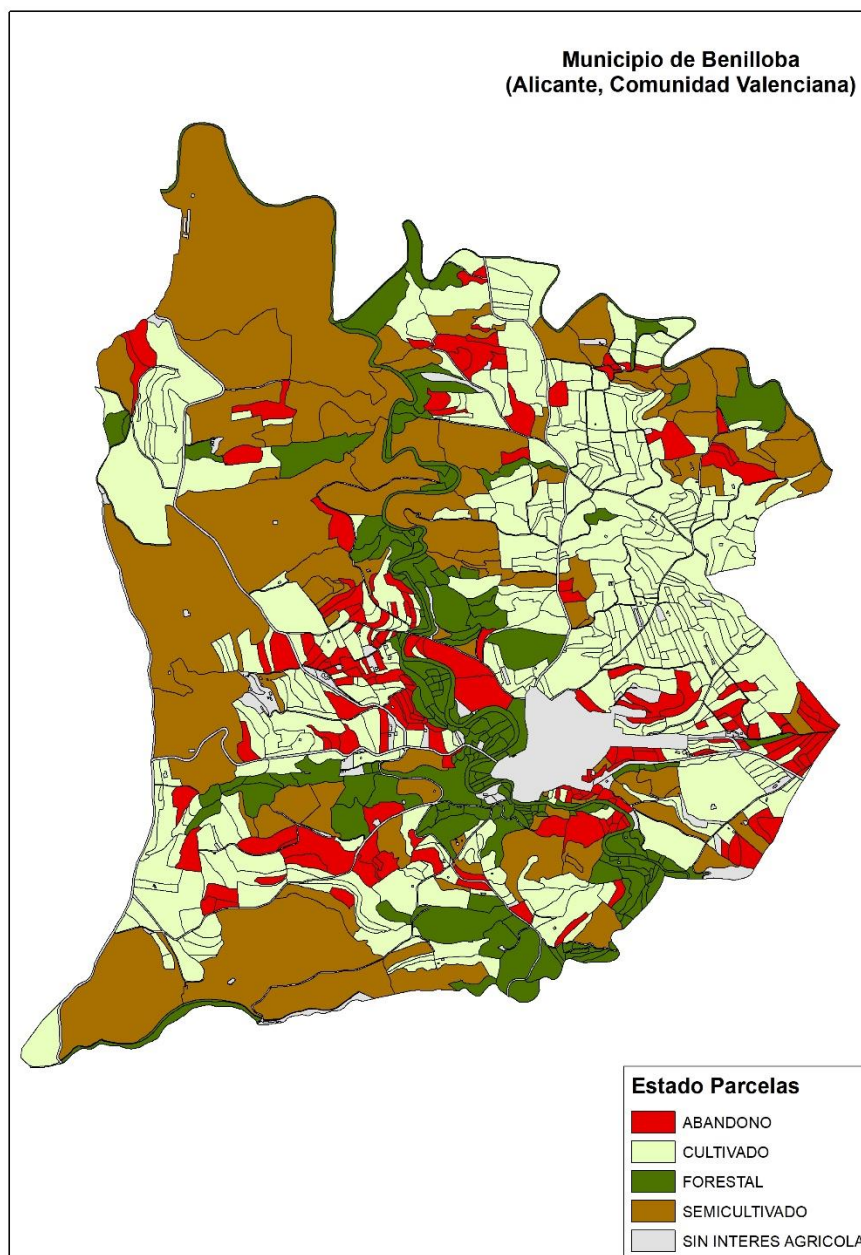 Municipio de Benilloba
(Alicante, Comunidad Valenciana)
Estado Parcelas
ABANDONO
CULTIVADO
FORESTAL
SEMICULTIVADO
SIN INTERES AGRICOLA